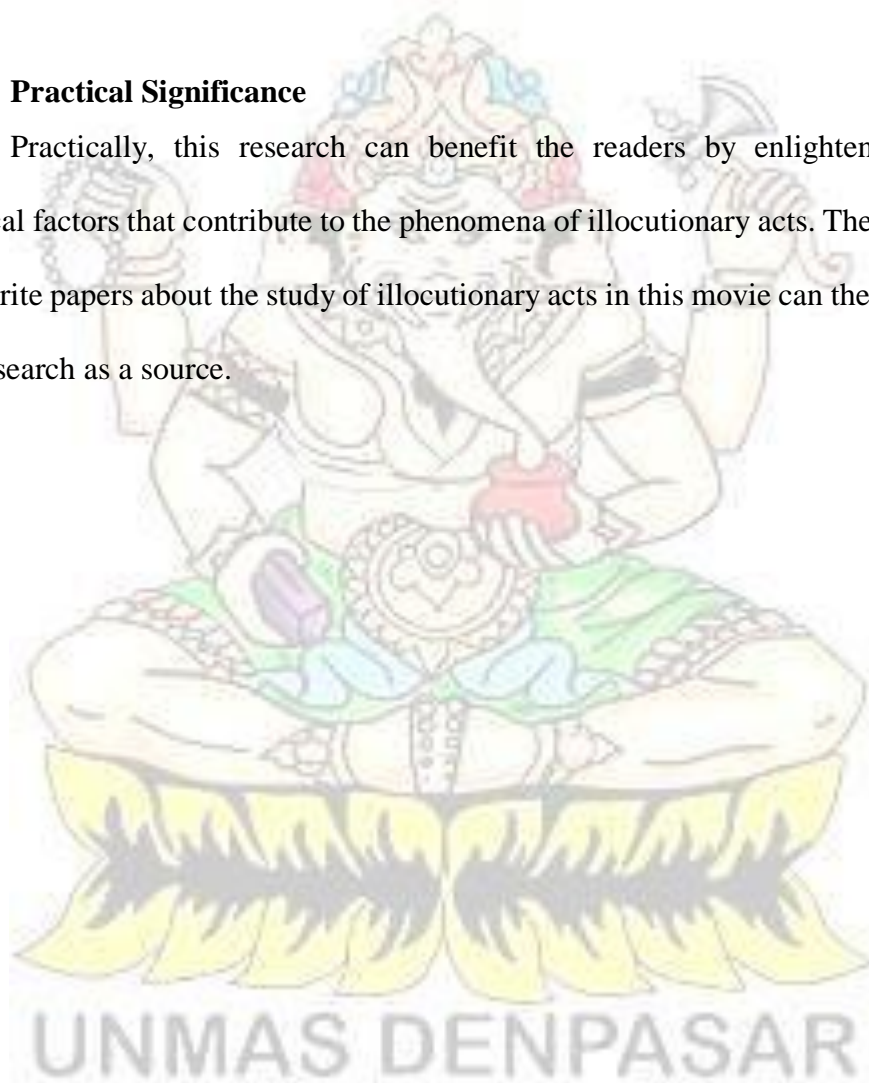 Practical Significance
Practically, this research can benefit the readers by enlighten
cal factors that contribute to the phenomena of illocutionary acts. The
rite papers about the study of illocutionary acts in this movie can the
search as a source.
UNMAS DENPASAR